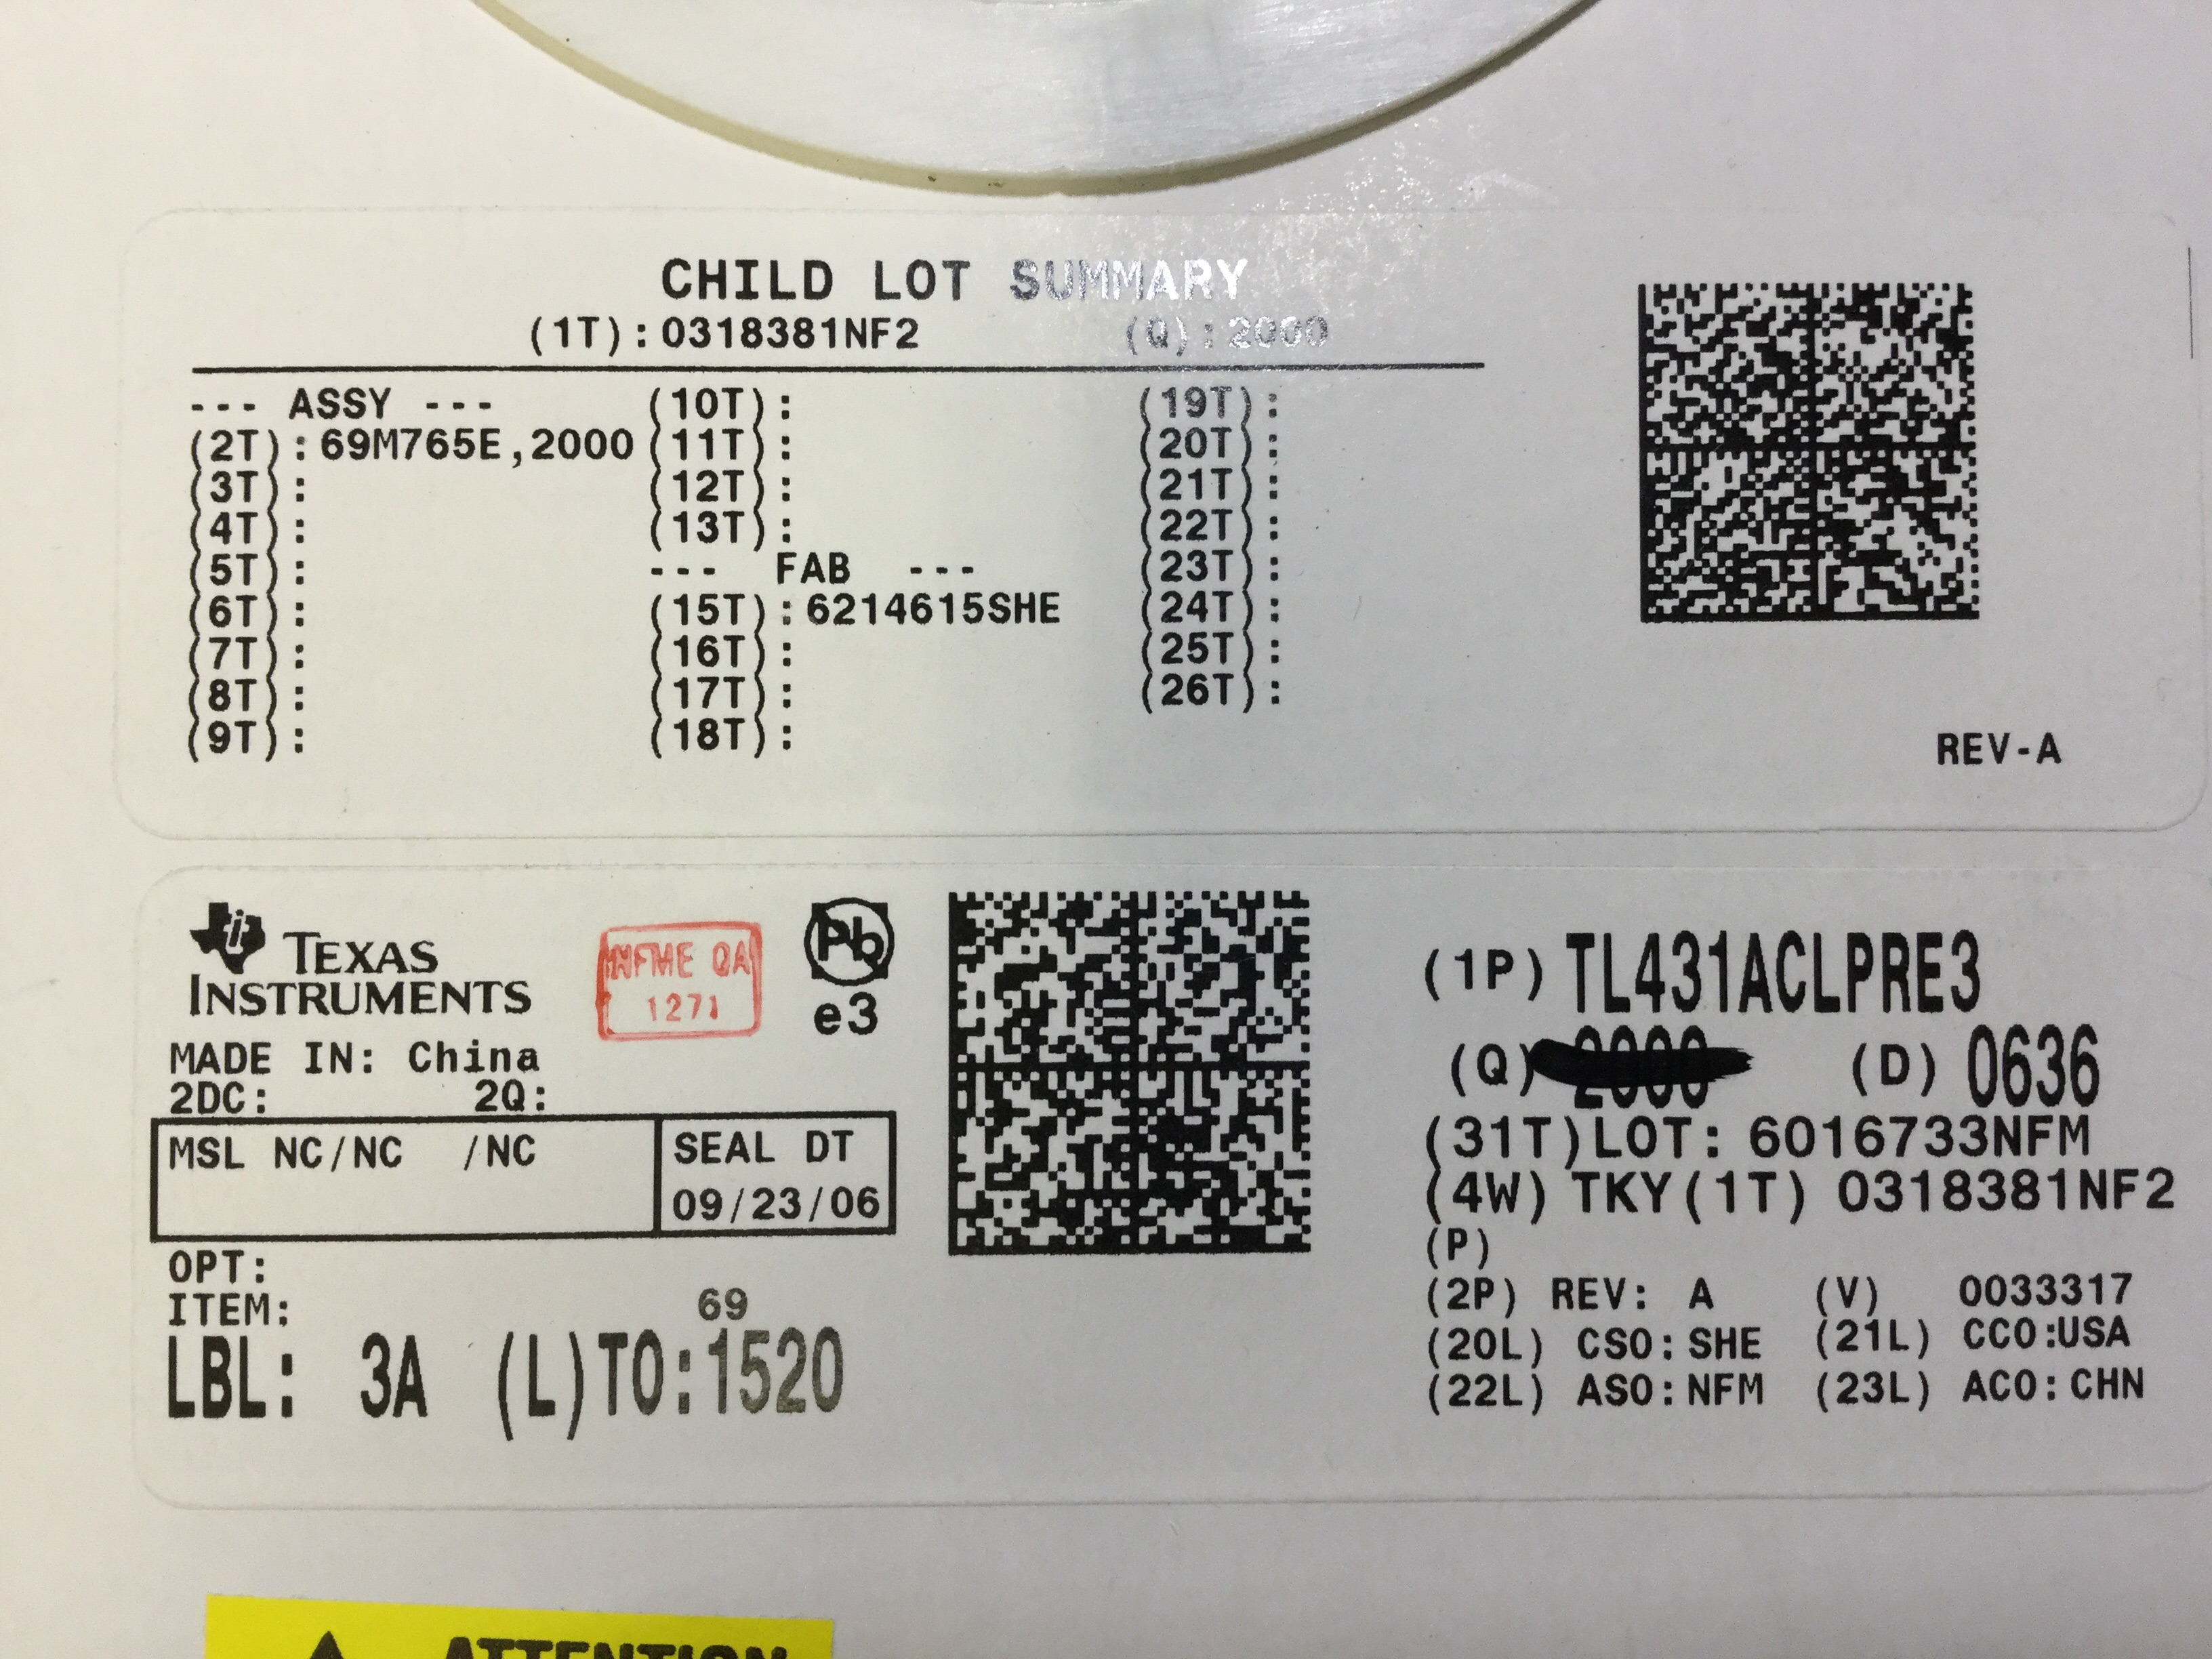 CHILD LOT SUMMARY
(1T):0318381NF2 (Q):2000
--- ASSY --- (10T): (19T):
(2T):69M765E,2000 (11T): (20T):
(3T): (12T): (21T):
(4T): (13T): (22T):
(5T): --- FAB --- (23T):
(6T): (15T):6214615SHE (24T):
(7T): (16T): (25T):
(8T): (17T): (26T):
(9T): (18T):
REV-A
TEXAS
INSTRUMENTS
NFME QA
1271
Pb
e3
MADE IN: China
2DC: 2Q:
MSL NC/NC /NC
SEAL DT
09/23/06
OPT:
ITEM: 69
LBL: 3A (L)TO:1520
(1P) TL431ACLPRE3
(Q) 2000 (D) 0636
(31T)LOT: 6016733NFM
(4W) TKY(1T) 0318381NF2
(P)
(2P) REV: A (V) 0033317
(20L) CSO:SHE (21L) CCO:USA
(22L) ASO:NFM (23L) ACO:CHN
ATTENTION